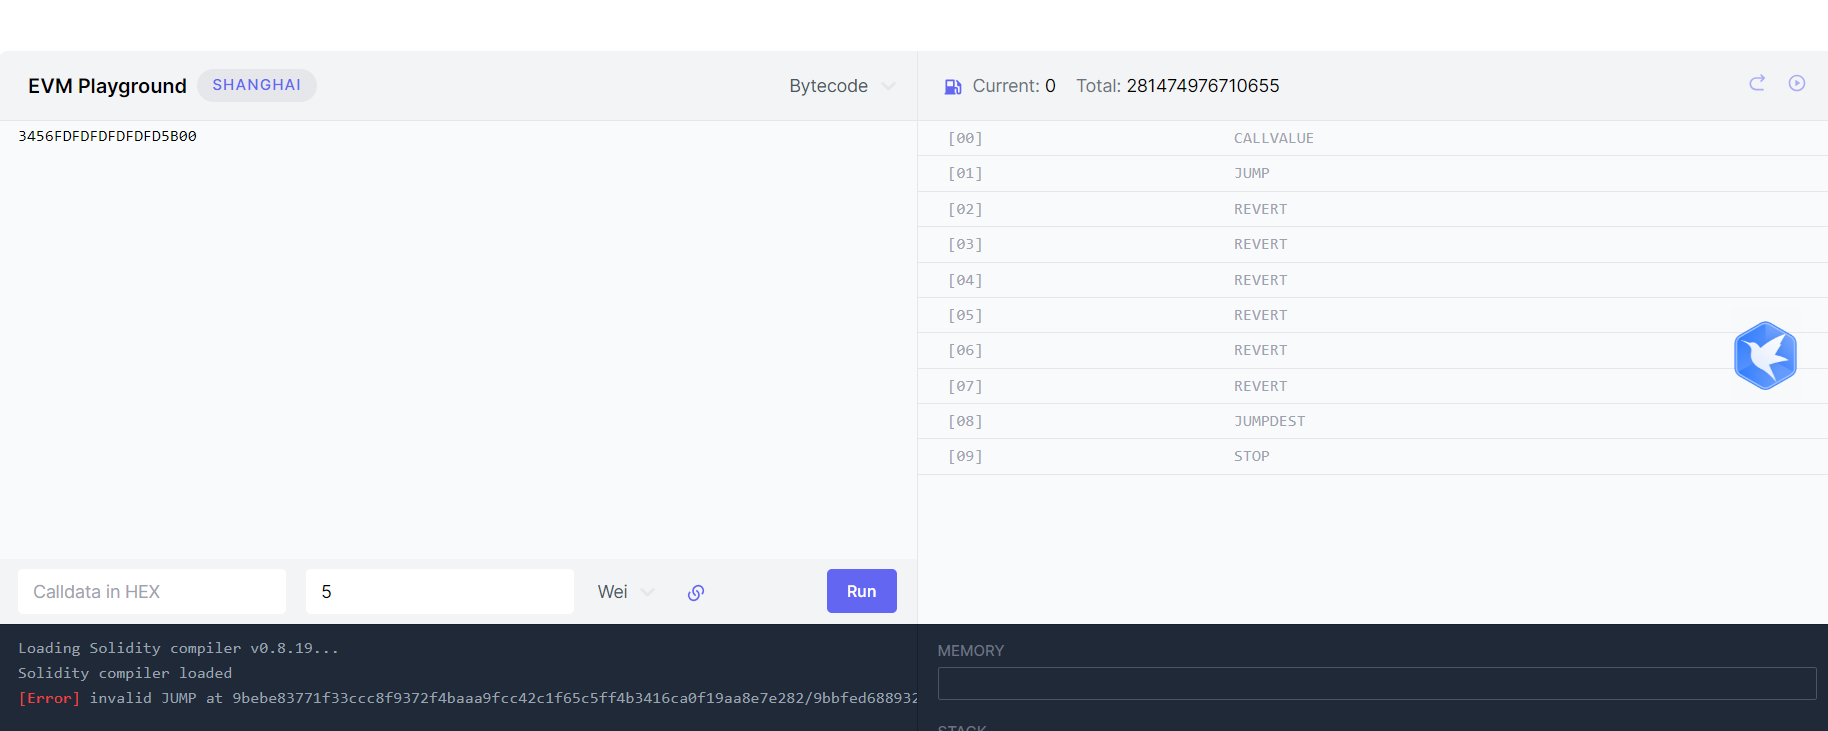 EVM Playground SHANGHAI Bytecode
3456FDFDFDFDFDFD5B00
Calldata in HEX 5 Wei Run
Loading Solidity compiler v0.8.19...
Solidity compiler loaded
[Error] invalid JUMP at 9bebe83771f33ccc8f9372f4baaa9fcc42c1f65c5ff4b3416ca0f19aa8e7e282/9bbfed688932
Current: 0 Total: 281474976710655
[00] CALLVALUE
[01] JUMP
[02] REVERT
[03] REVERT
[04] REVERT
[05] REVERT
[06] REVERT
[07] REVERT
[08] JUMPDEST
[09] STOP
MEMORY
STACK